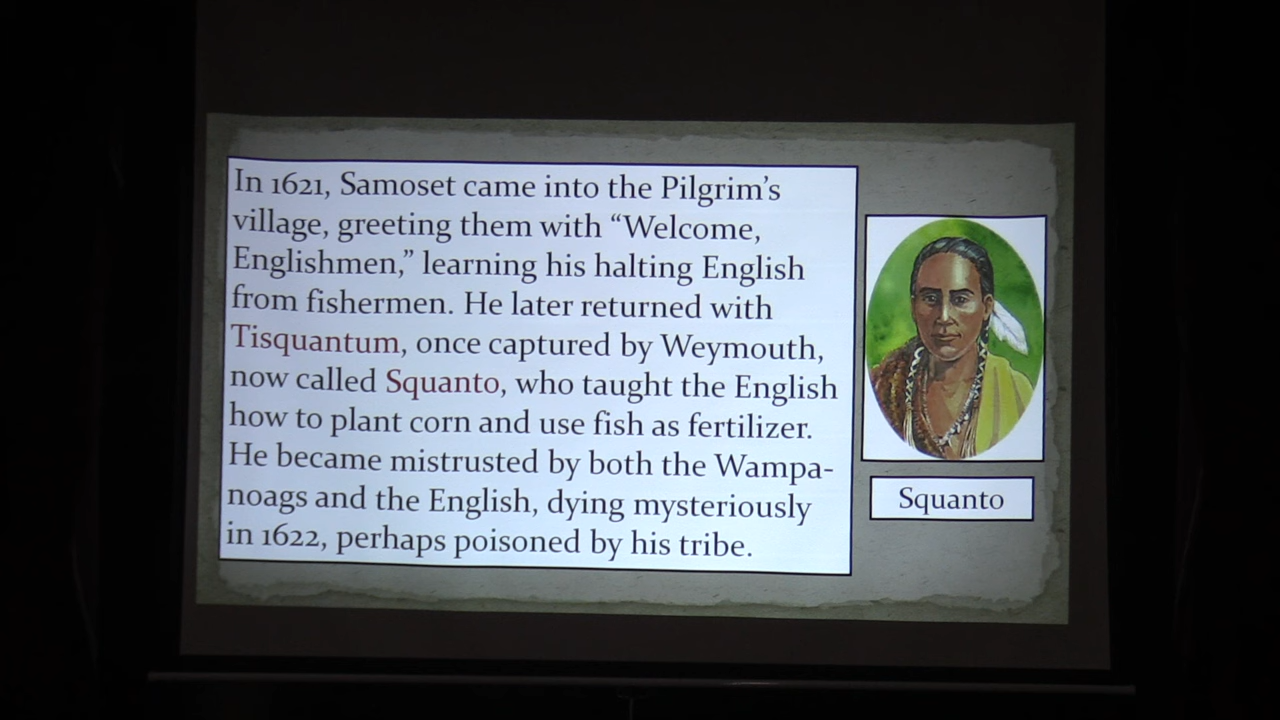 In 1621, Samoset came into the Pilgrim’s
village, greeting them with “Welcome,
Englishmen,” learning his halting English
from fishermen. He later returned with
Tisquantum, once captured by Weymouth,
now called Squanto, who taught the English
how to plant corn and use fish as fertilizer.
He became mistrusted by both the Wampa-
noags and the English, dying mysteriously
in 1622, perhaps poisoned by his tribe.
Squanto